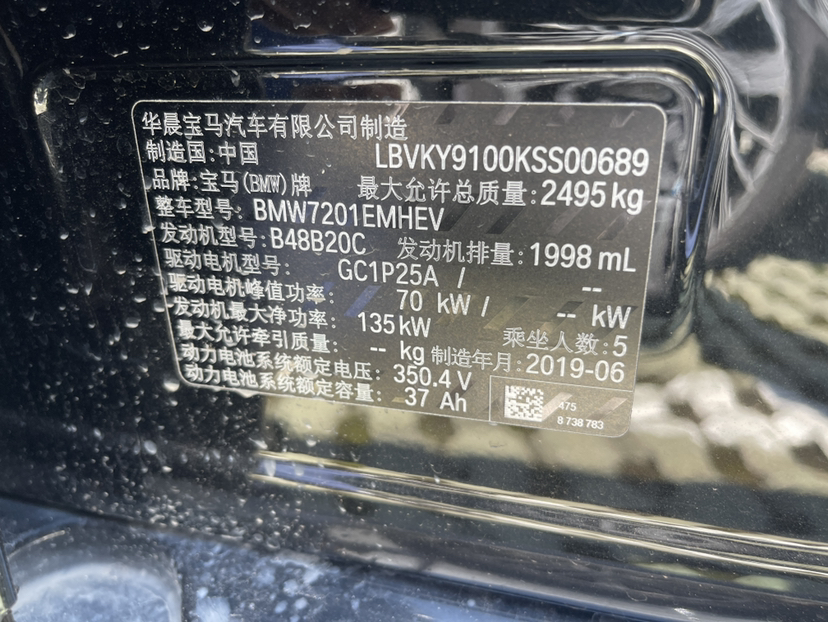 华晨宝马汽车有限公司制造
制造国:中国 LBVKY9100KSS00689
品牌:宝马(BMW)牌 最大允许总质量:2495kg
整车型号: BMW7201EMHEV
发动机型号:B48B20C 发动机排量:1998 mL
驱动电机型号: GC1P25A / --
驱动电机峰值功率: 70 kW / -- kW
发动机最大净功率: 135kW 乘坐人数:5
最大允许牵引质量: -- kg 制造年月:2019-06
动力电池系统额定电压: 350.4 V
动力电池系统额定容量: 37 Ah
475
8 738 783